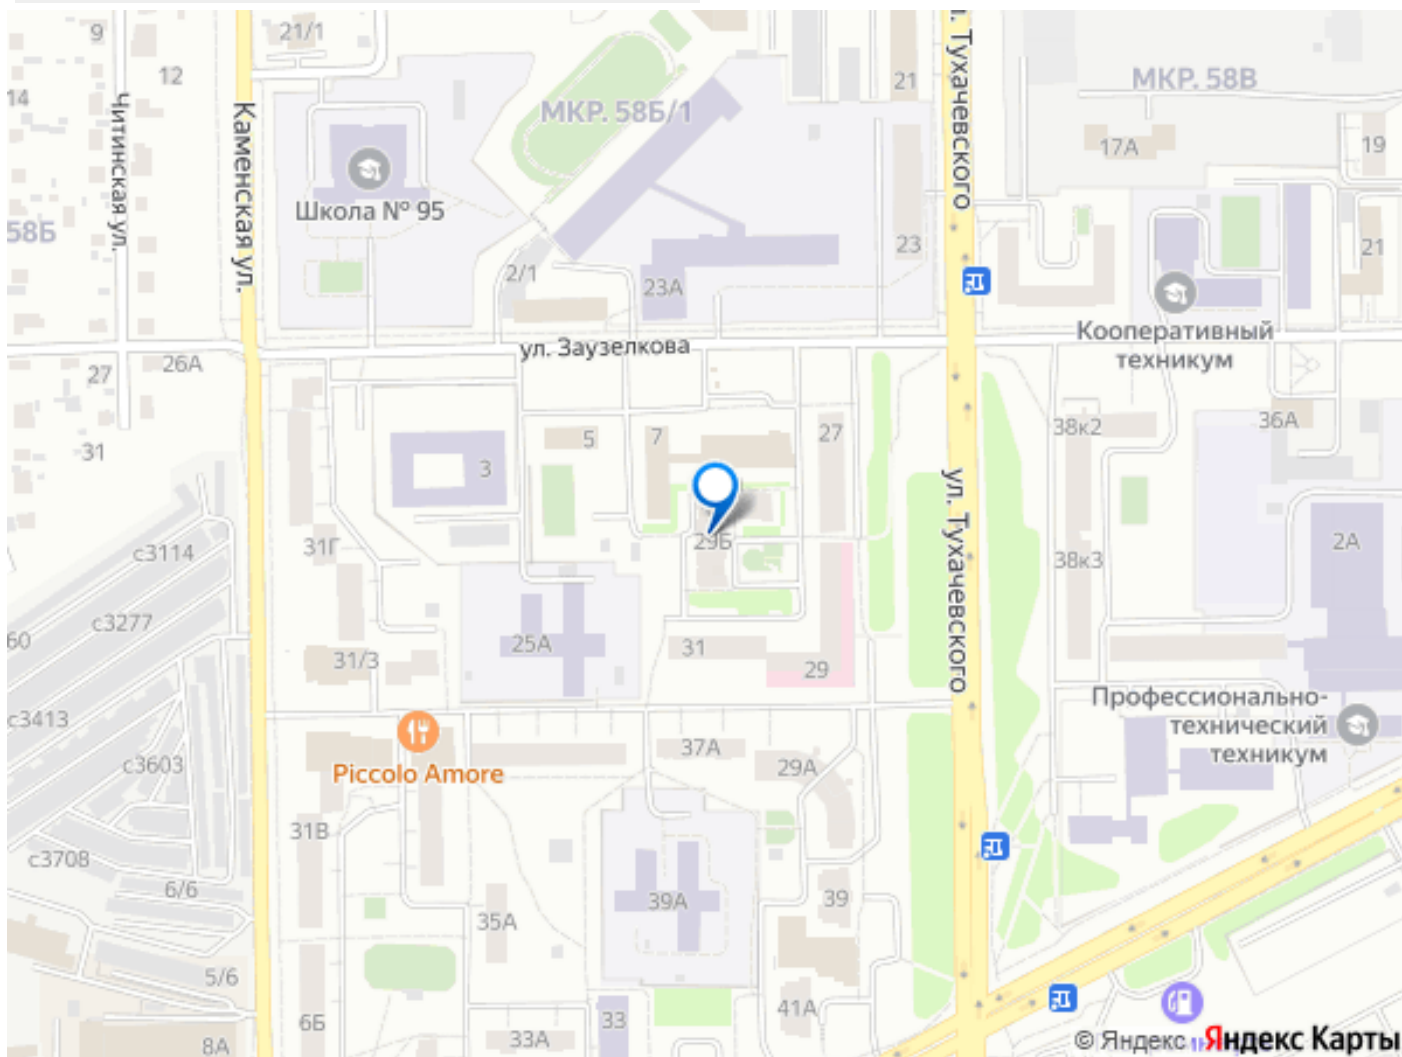 9
21/1
12
14
Читинская ул.
Каменская ул.
58Б
Школа № 95
МКР. 58Б/1
2/1
23А
21
23
ул. Тухачевского
МКР. 58В
17А
19
21
Кооперативный
техникум
ул. Заузелкова
26А
27
31
3
5
7
27
38к2
36А
с3114
31Г
29Б
ул. Тухачевского
38к3
2А
60
с3277
25А
31
31/3
29
с3413
Профессионально-
технический
техникум
Piccolo Amore
37А
29А
с3603
31В
с3708
6/6
35А
39А
39
5/6
6Б
33А
33
41А
8А
© Яндекс
Яндекс Карты